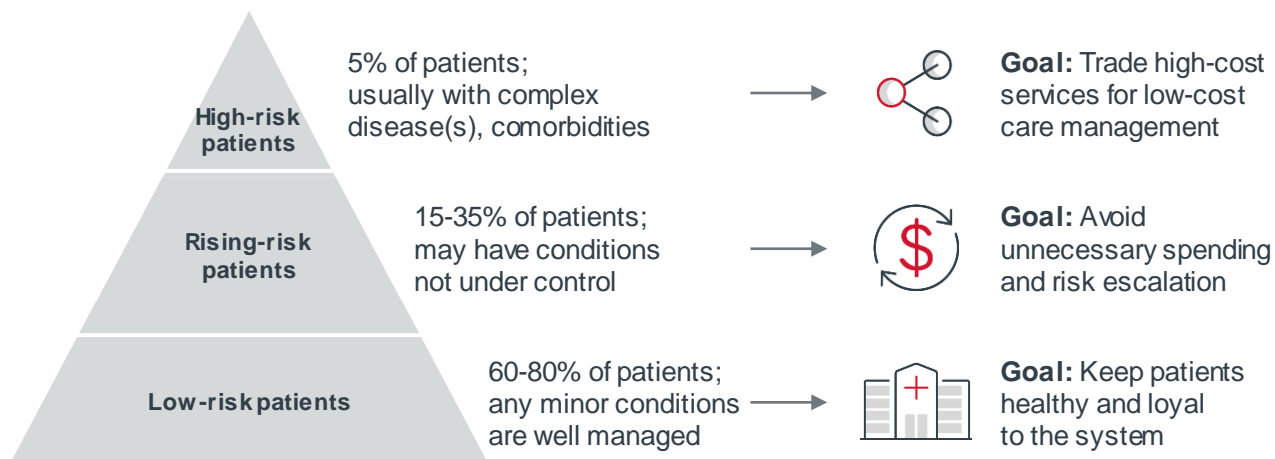 High-risk
patients
5% of patients;
usually with complex
disease(s), comorbidities
Goal: Trade high-cost
services for low-cost
care management
Rising-risk
patients
15-35% of patients;
may have conditions
not under control
$
Goal: Avoid
unnecessary spending
and risk escalation
Low-risk patients
60-80% of patients;
any minor conditions
are well managed
Goal: Keep patients
healthy and loyal
to the system